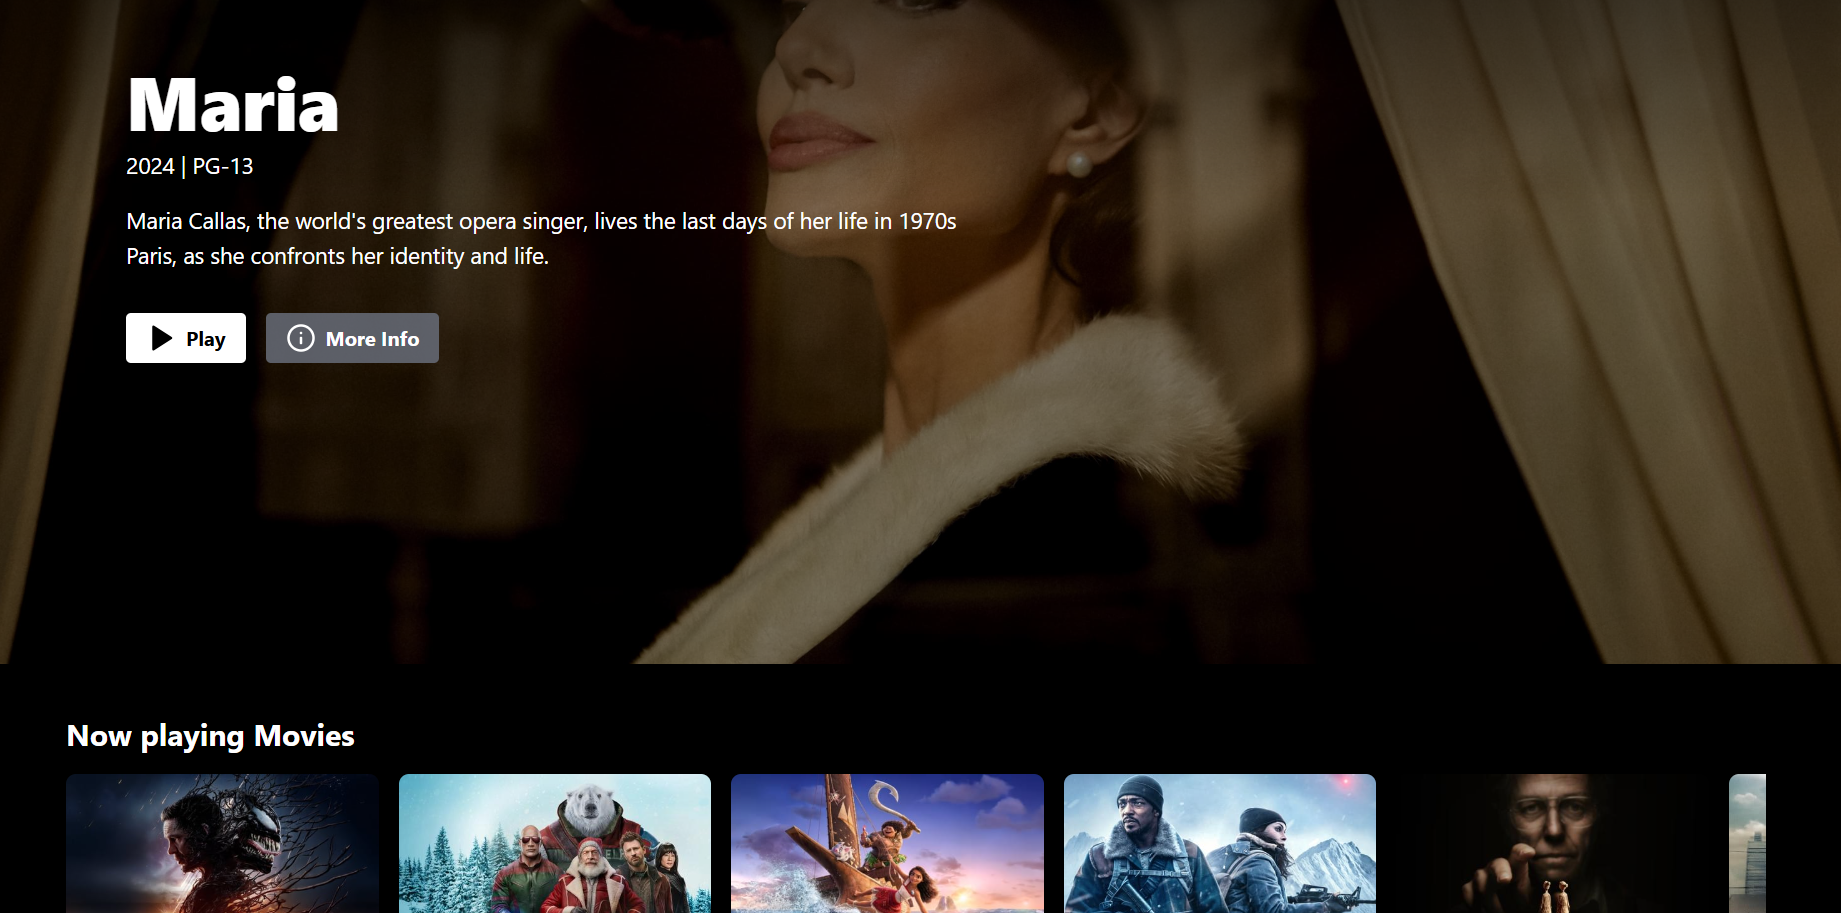 Maria
2024 | PG-13
Maria Callas, the world's greatest opera singer, lives the last days of her life in 1970s
Paris, as she confronts her identity and life.
Play
More Info
Now playing Movies